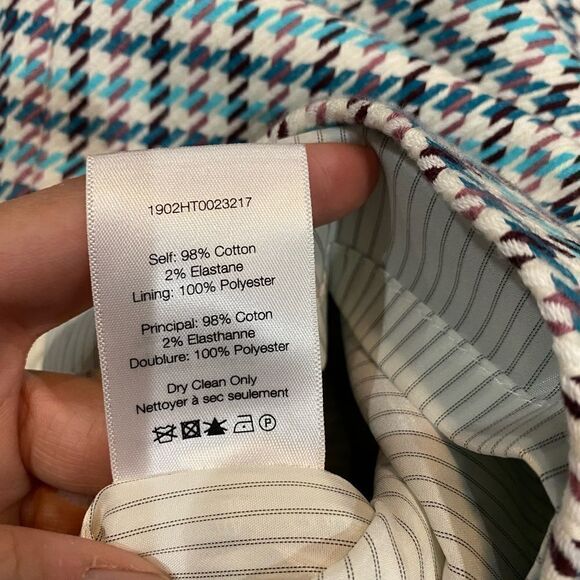 1902HT0023217
Self: 98% Cotton
2% Elastane
Lining: 100% Polyester
Principal: 98% Coton
2% Elasthanne
Doublure: 100% Polyester
Dry Clean Only
Nettoyer à sec seulement
P